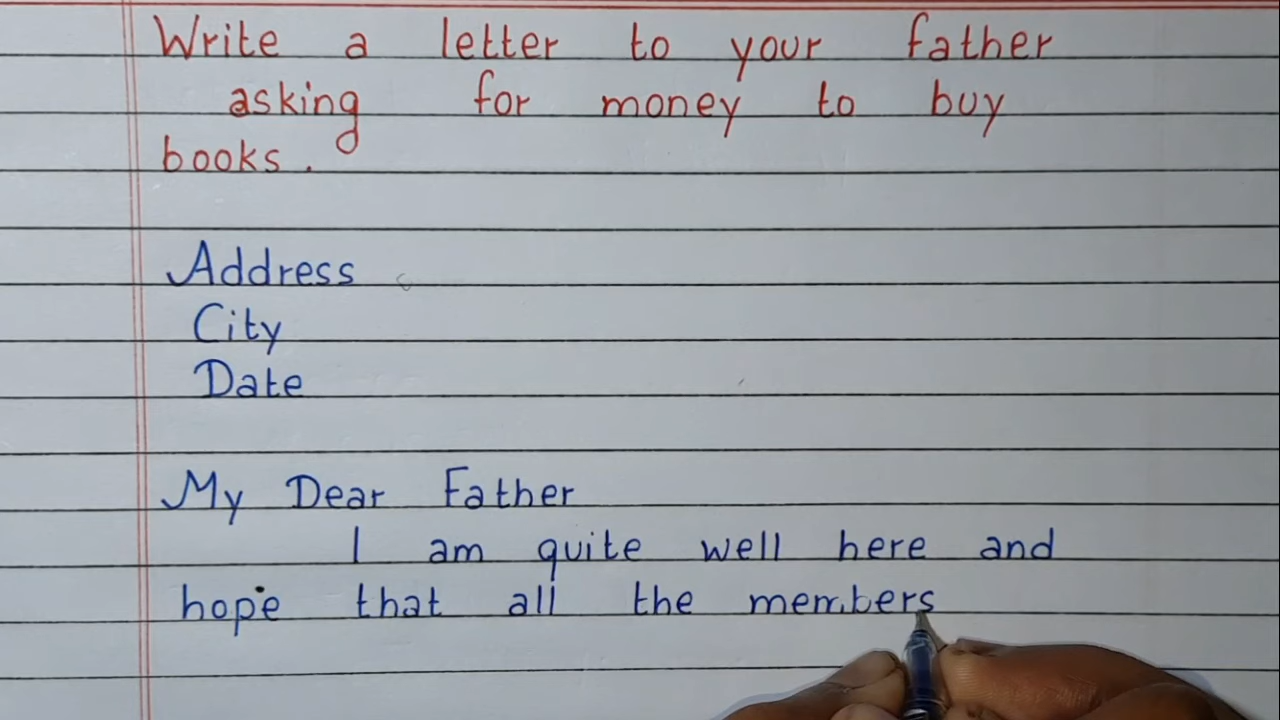 Write a letter to your father
asking for money to buy
books.
Address
City
Date
My Dear Father
I am quite well here and
hope that all the members